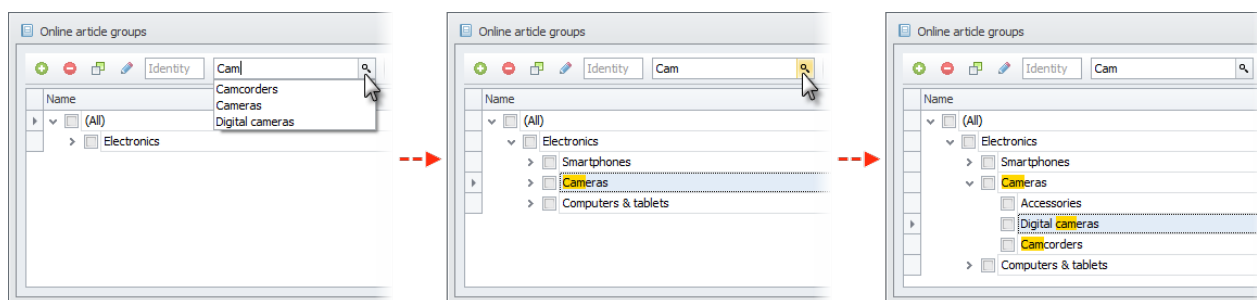 Online article groups
Identity Cam
Camcorders
Cameras
Digital cameras
Name
(All)
Electronics
Online article groups
Identity Cam
Name
(All)
Electronics
Smartphones
Cameras
Computers & tablets
Online article groups
Identity Cam
Name
(All)
Electronics
Smartphones
Cameras
Accessories
Digital cameras
Camcorders
Computers & tablets